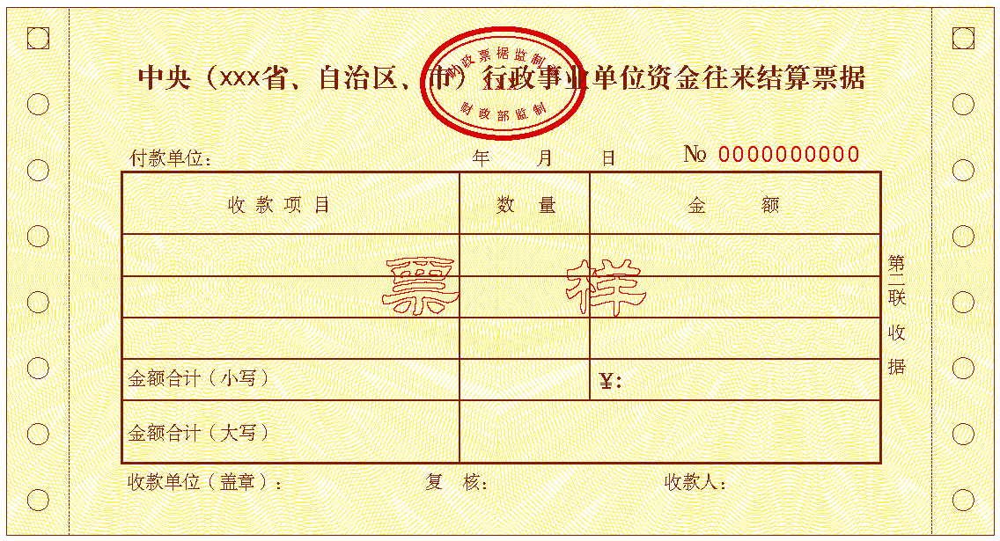 中央（xxx省、自治区、市）行政事业单位资金往来结算票据
财政票据监制章
财政部监制
付款单位： 年 月 日 № 0000000000
收款项目 数量 金额
票样
金额合计（小写） ¥：
金额合计（大写）
第二联 收据
收款单位（盖章）： 复核： 收款人：